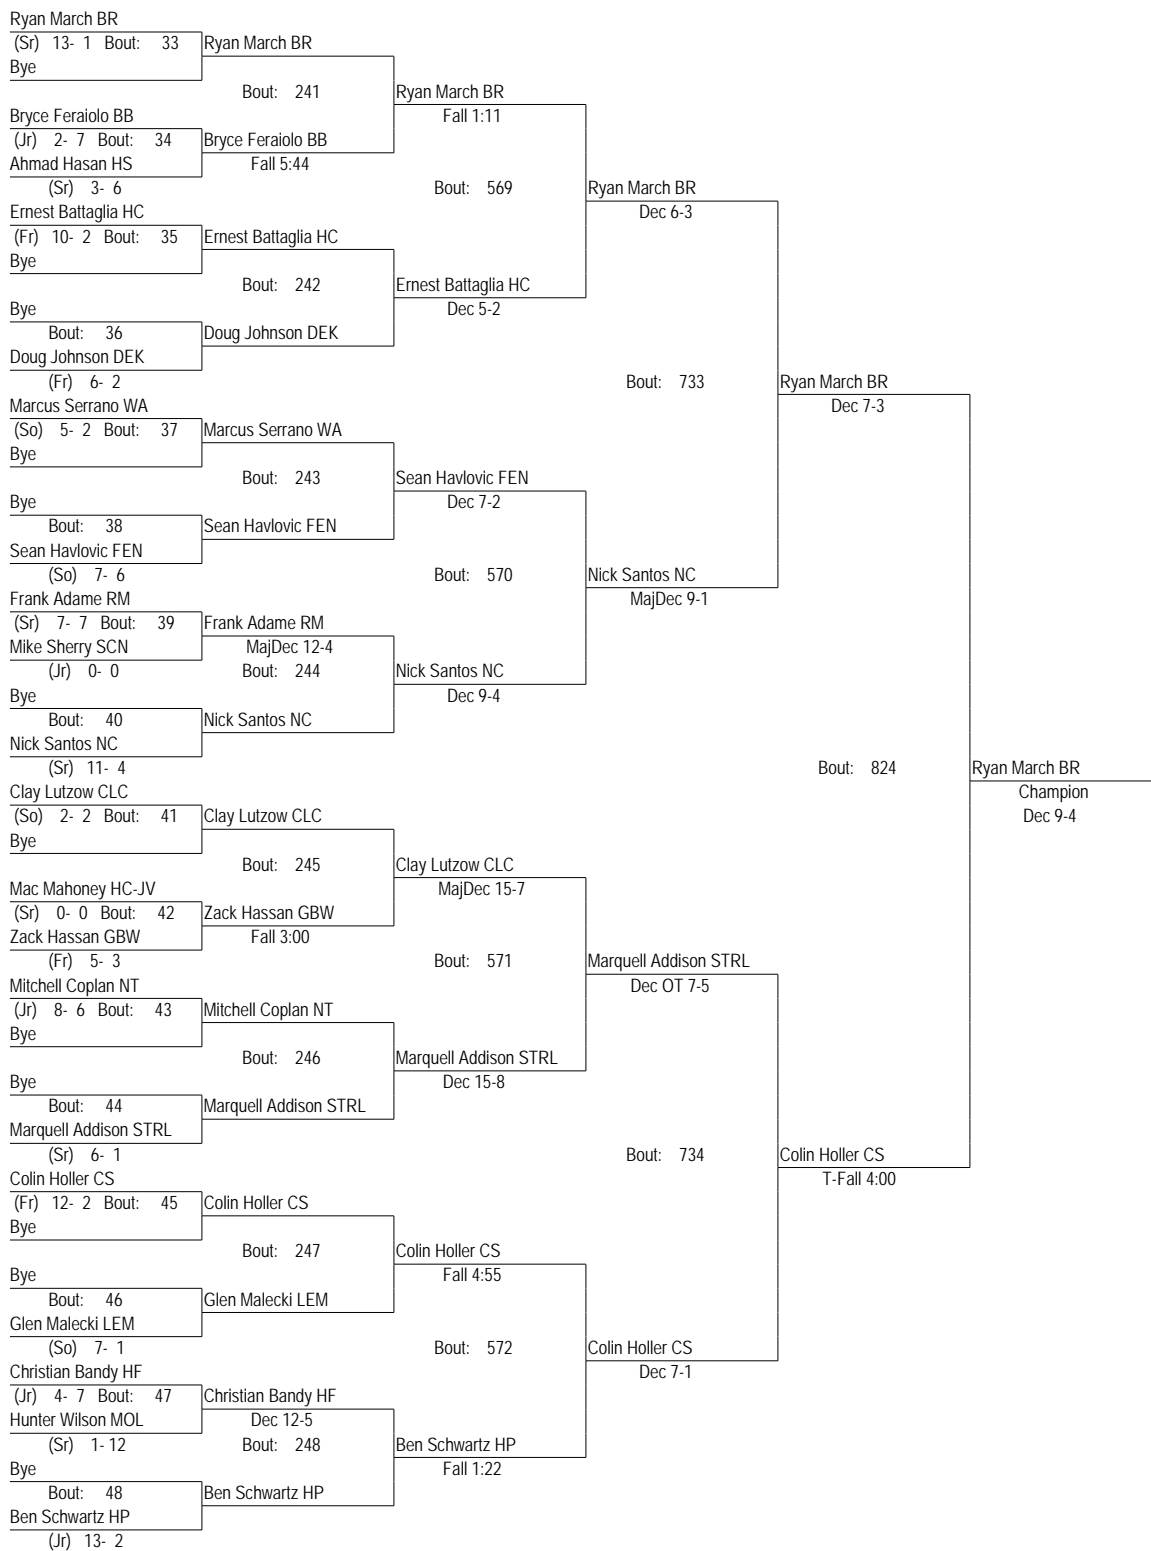 Ryan March BR
(Sr) 13- 1 Bout: 33 Ryan March BR
Bye
Bout: 241 Ryan March BR
Bryce Feraiolo BB Fall 1:11
(Jr) 2- 7 Bout: 34 Bryce Feraiolo BB
Ahmad Hasan HS Fall 5:44
(Sr) 3- 6 Bout: 569 Ryan March BR
Ernest Battaglia HC Dec 6-3
(Fr) 10- 2 Bout: 35 Ernest Battaglia HC
Bye
Bout: 242 Ernest Battaglia HC
Bye Dec 5-2
Bout: 36 Doug Johnson DEK
Doug Johnson DEK
(Fr) 6- 2 Bout: 733 Ryan March BR
Marcus Serrano WA Dec 7-3
(So) 5- 2 Bout: 37 Marcus Serrano WA
Bye
Bout: 243 Sean Havlovic FEN
Bye Dec 7-2
Bout: 38 Sean Havlovic FEN
Sean Havlovic FEN
(So) 7- 6 Bout: 570 Nick Santos NC
Frank Adame RM MajDec 9-1
(Sr) 7- 7 Bout: 39 Frank Adame RM
Mike Sherry SCN MajDec 12-4
(Jr) 0- 0 Bout: 244 Nick Santos NC
Bye Dec 9-4
Bout: 40 Nick Santos NC
Nick Santos NC
(Sr) 11- 4 Bout: 824 Ryan March BR
Clay Lutzow CLC Champion
(So) 2- 2 Bout: 41 Clay Lutzow CLC Dec 9-4
Bye
Bout: 245 Clay Lutzow CLC
Mac Mahoney HC-JV MajDec 15-7
(Sr) 0- 0 Bout: 42 Zack Hassan GBW
Zack Hassan GBW Fall 3:00
(Fr) 5- 3 Bout: 571 Marquell Addison STRL
Mitchell Coplan NT Dec OT 7-5
(Jr) 8- 6 Bout: 43 Mitchell Coplan NT
Bye
Bout: 246 Marquell Addison STRL
Bye Dec 15-8
Bout: 44 Marquell Addison STRL
Marquell Addison STRL
(Sr) 6- 1 Bout: 734 Colin Holler CS
Colin Holler CS T-Fall 4:00
(Fr) 12- 2 Bout: 45 Colin Holler CS
Bye
Bout: 247 Colin Holler CS
Bye Fall 4:55
Bout: 46 Glen Malecki LEM
Glen Malecki LEM
(So) 7- 1 Bout: 572 Colin Holler CS
Christian Bandy HF Dec 7-1
(Jr) 4- 7 Bout: 47 Christian Bandy HF
Hunter Wilson MOL Dec 12-5
(Sr) 1- 12 Bout: 248 Ben Schwartz HP
Bye Fall 1:22
Bout: 48 Ben Schwartz HP
Ben Schwartz HP
(Jr) 13- 2